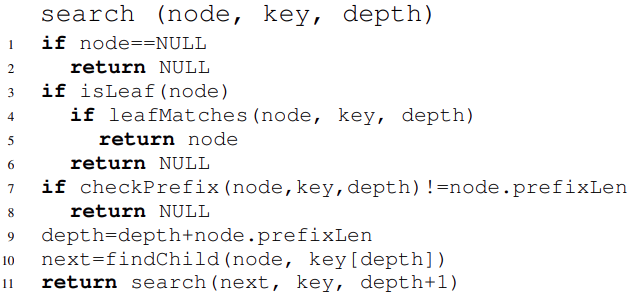 search (node, key, depth)
1 if node==NULL
2 return NULL
3 if isLeaf(node)
4 if leafMatches(node, key, depth)
5 return node
6 return NULL
7 if checkPrefix(node,key,depth)!=node.prefixLen
8 return NULL
9 depth=depth+node.prefixLen
10 next=findChild(node, key[depth])
11 return search(next, key, depth+1)